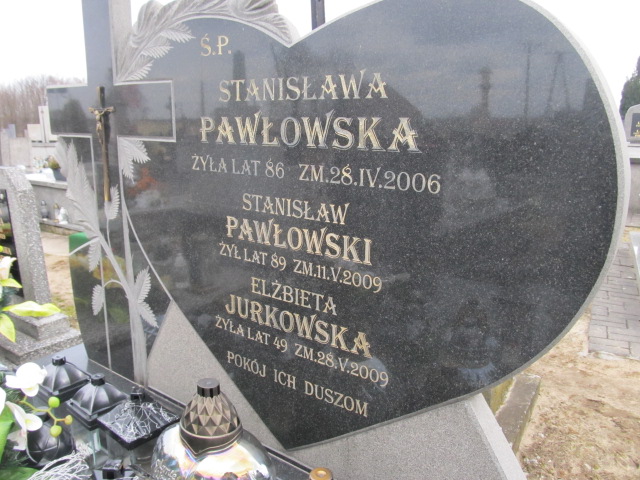 Ś.P.
STANISŁAWA
PAWŁOWSKA
ŻYŁA LAT 86 ZM.28.IV.2006
STANISŁAW
PAWŁOWSKI
ŻYŁ LAT 89 ZM.11.V.2009
ELŻBIETA
JURKOWSKA
ŻYŁA LAT 49 ZM.28.V.2009
POKÓJ ICH DUSZOM